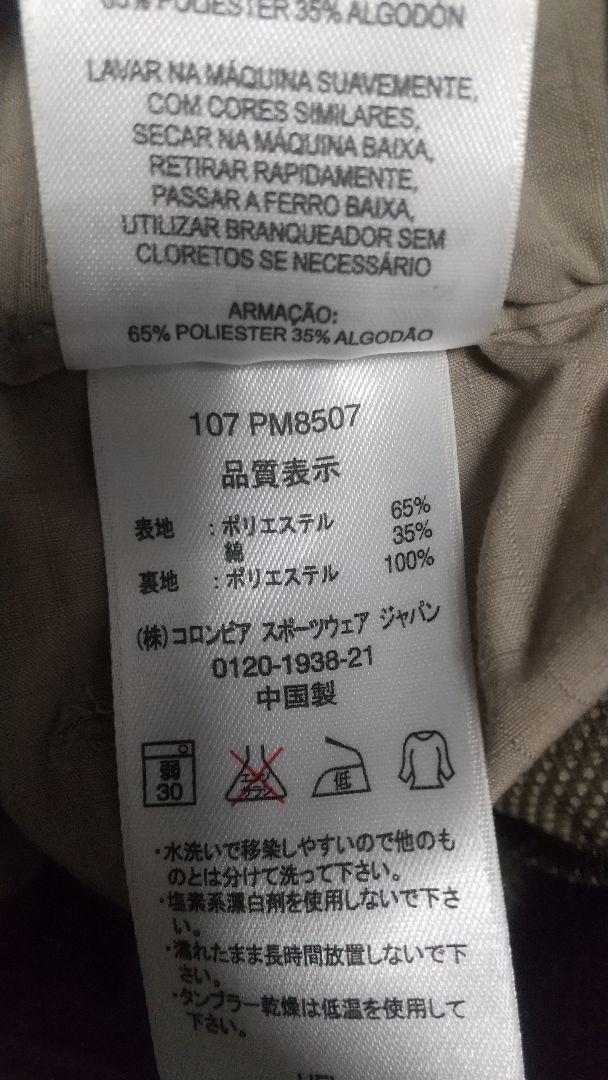 65% POLIESTER 35% ALGODÓN
LAVAR NA MÁQUINA SUAVEMENTE,
COM CORES SIMILARES,
SECAR NA MÁQUINA BAIXA,
RETIRAR RAPIDAMENTE,
PASSAR A FERRO BAIXA,
UTILIZAR BRANQUEADOR SEM
CLORETOS SE NECESSÁRIO
ARMAÇÃO:
65% POLIESTER 35% ALGODÃO
107 PM8507
品質表示
表地 :ポリエステル 65%
綿 35%
裏地 :ポリエステル 100%
(株)コロンビア スポーツウェア ジャパン
0120-1938-21
中国製
弱
30
エンソ
サラシ
低
・水洗いで移染しやすいので他のも
のとは分けて洗って下さい。
・塩素系漂白剤を使用しないで下さ
い。
・濡れたまま長時間放置しないで下
さい。
・タンブラー乾燥は低温を使用して
下さい。